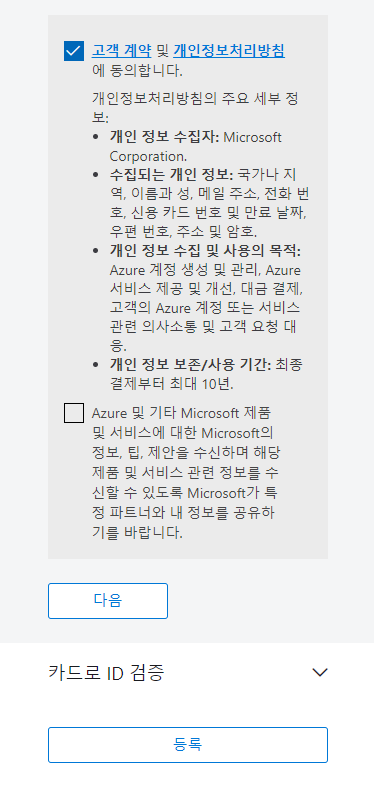 고객 계약 및 개인정보처리방침
에 동의합니다.
개인정보처리방침의 주요 세부 정
보:
• 개인 정보 수집자: Microsoft
Corporation.
• 수집되는 개인 정보: 국가나 지
역, 이름과 성, 메일 주소, 전화 번
호, 신용 카드 번호 및 만료 날짜,
우편 번호, 주소 및 암호.
• 개인 정보 수집 및 사용의 목적:
Azure 계정 생성 및 관리, Azure
서비스 제공 및 개선, 대금 결제,
고객의 Azure 계정 또는 서비스
관련 의사소통 및 고객 요청 대
응.
• 개인 정보 보존/사용 기간: 최종
결제부터 최대 10년.
Azure 및 기타 Microsoft 제품
및 서비스에 대한 Microsoft의
정보, 팁, 제안을 수신하며 해당
제품 및 서비스 관련 정보를 수
신할 수 있도록 Microsoft가 특
정 파트너와 내 정보를 공유하
기를 바랍니다.
다음
카드로 ID 검증
등록